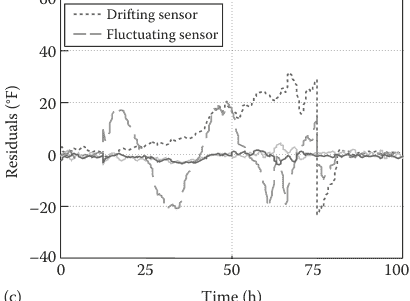 60
Drifting sensor
Fluctuating sensor
40
20
0
−20
−40
Residuals (°F)
0 25 50 75 100
(c) Time (h)